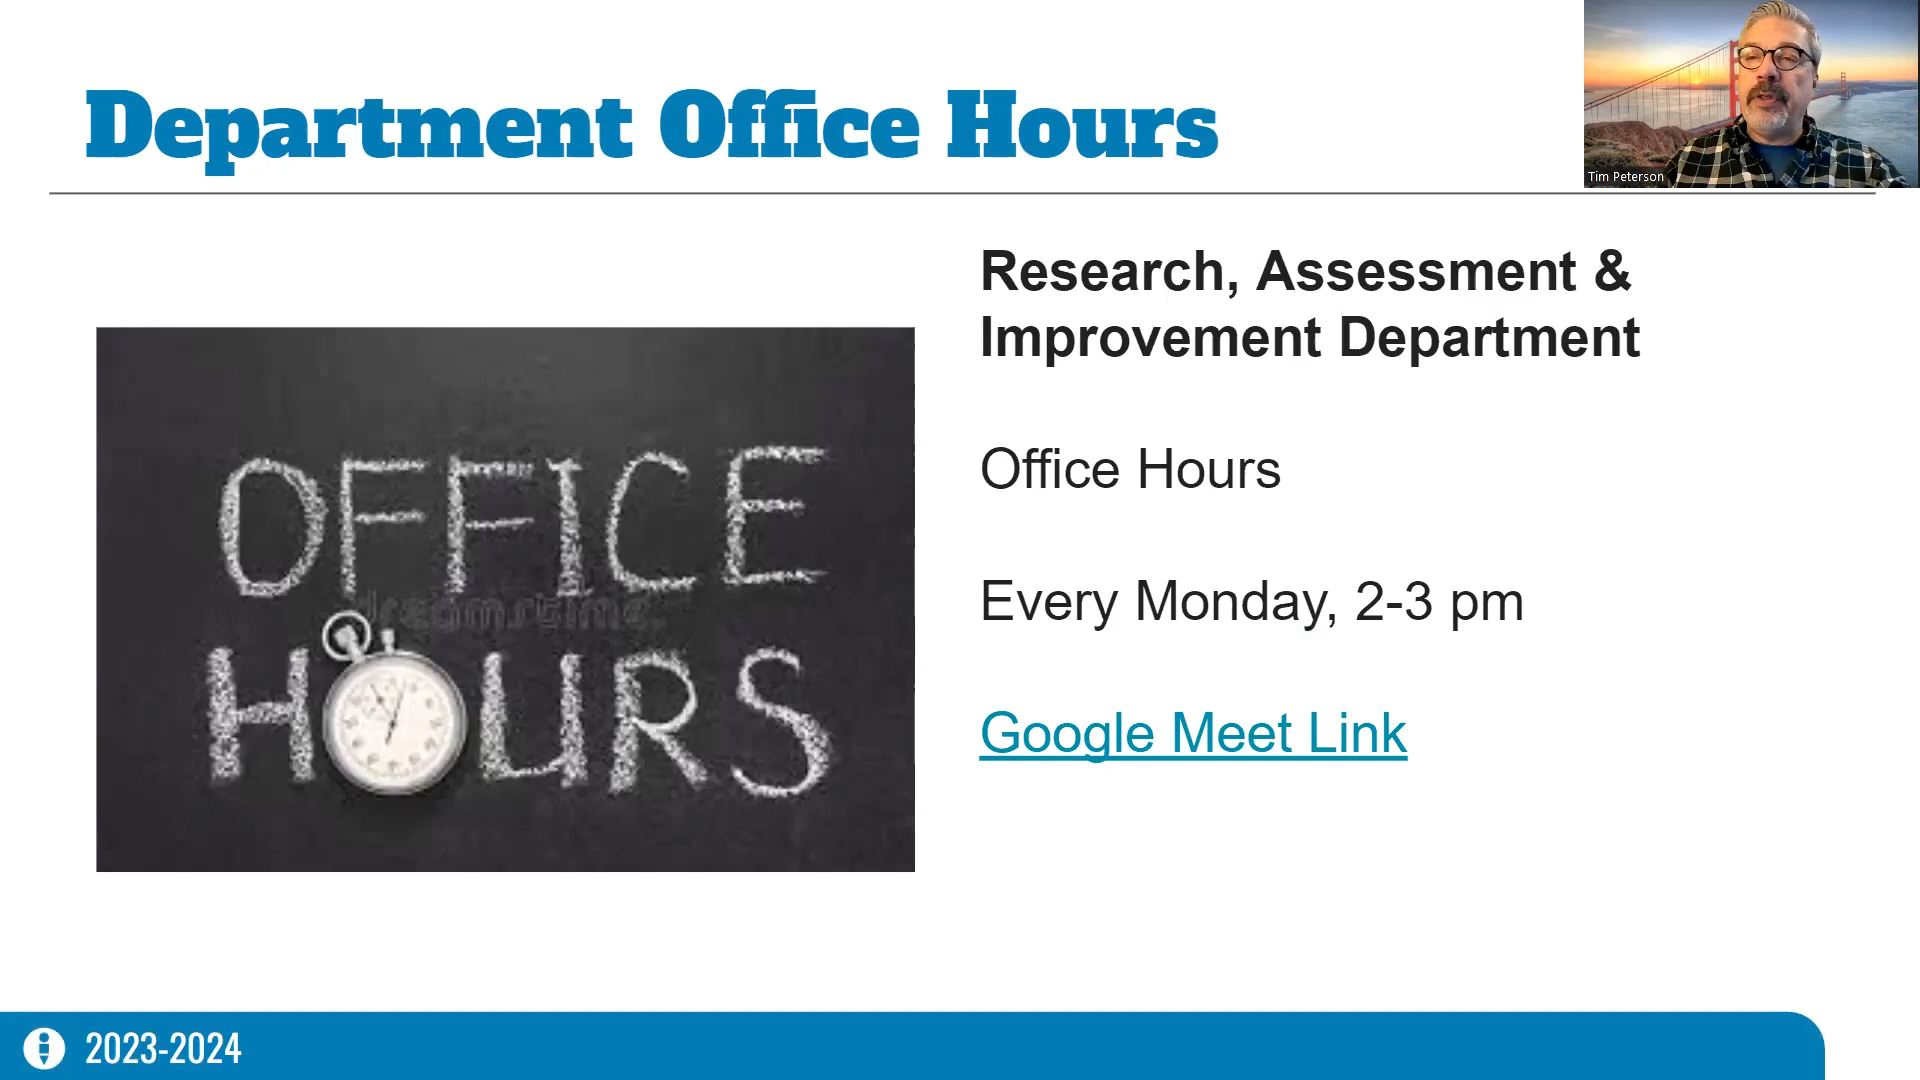 Department Office Hours
Tim Peterson
Research, Assessment &
Improvement Department
Office Hours
Every Monday, 2-3 pm
Google Meet Link
OFFICE
dreamstime
HOURS
2023-2024